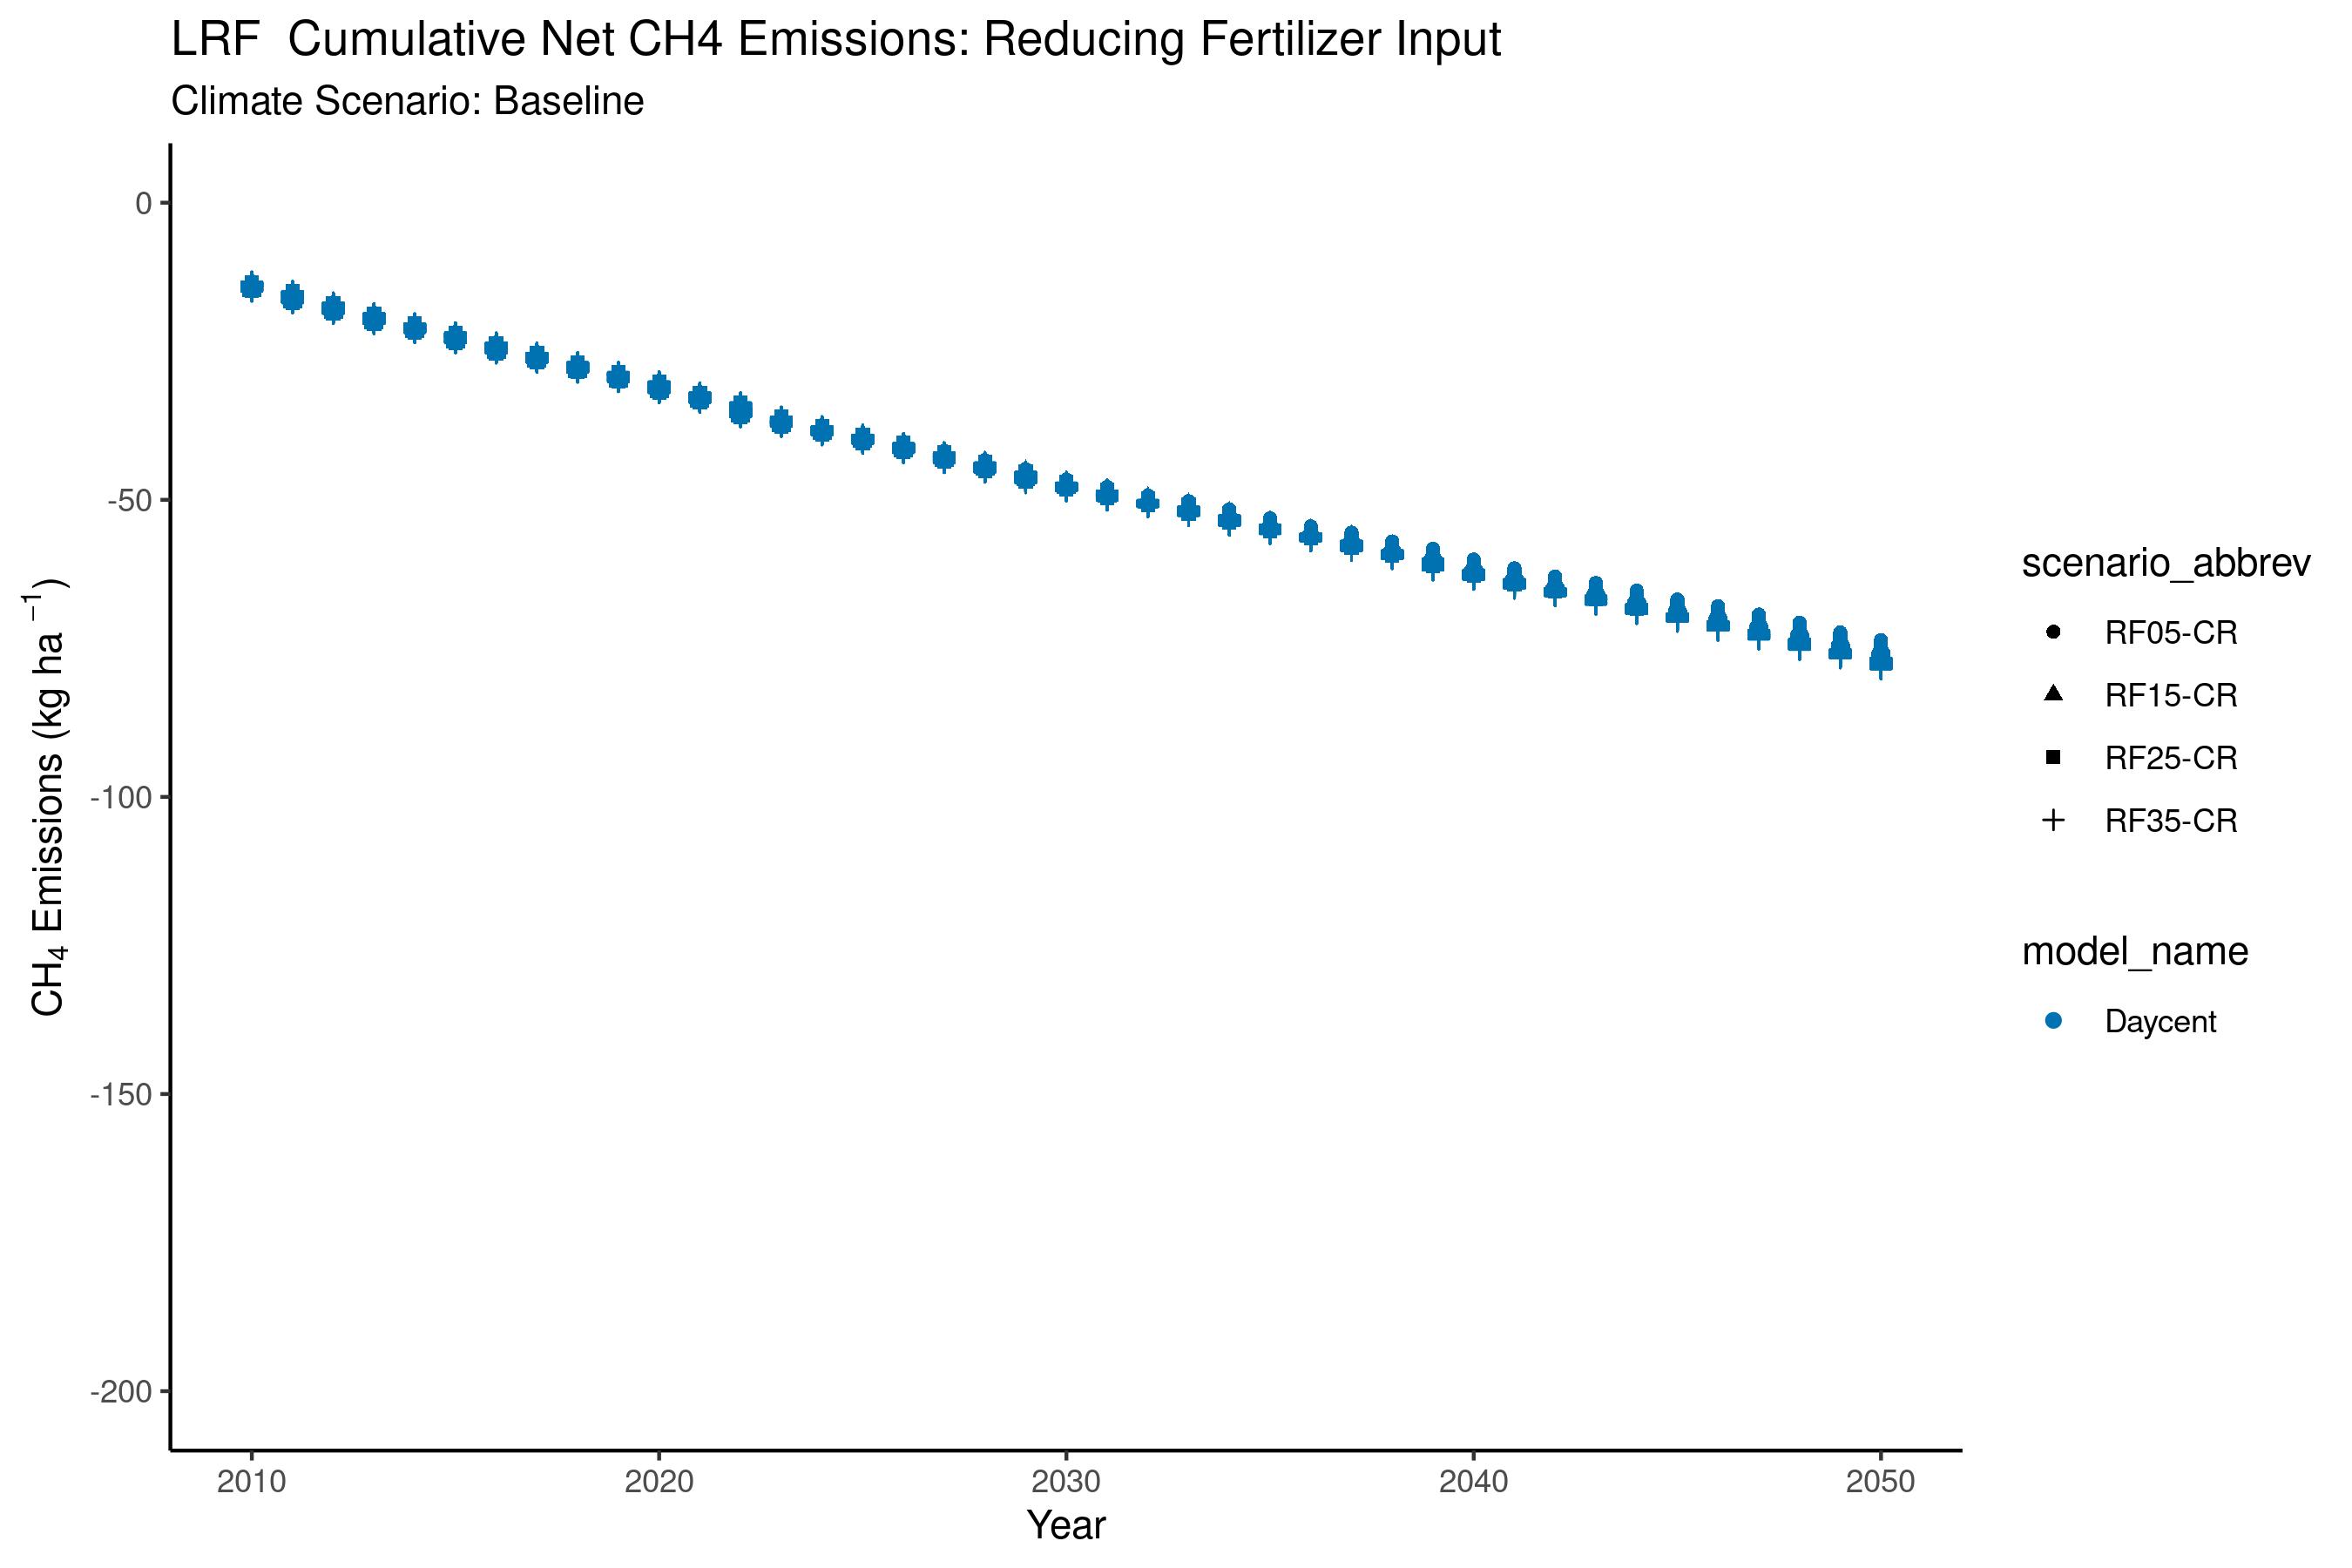 LRF  Cumulative Net CH4 Emissions: Reducing Fertilizer Input
Climate Scenario: Baseline
CH4 Emissions (kg ha −1)
0
-50
-100
-150
-200
2010
2020
2030
2040
2050
Year
scenario_abbrev
RF05-CR
RF15-CR
RF25-CR
RF35-CR
model_name
Daycent